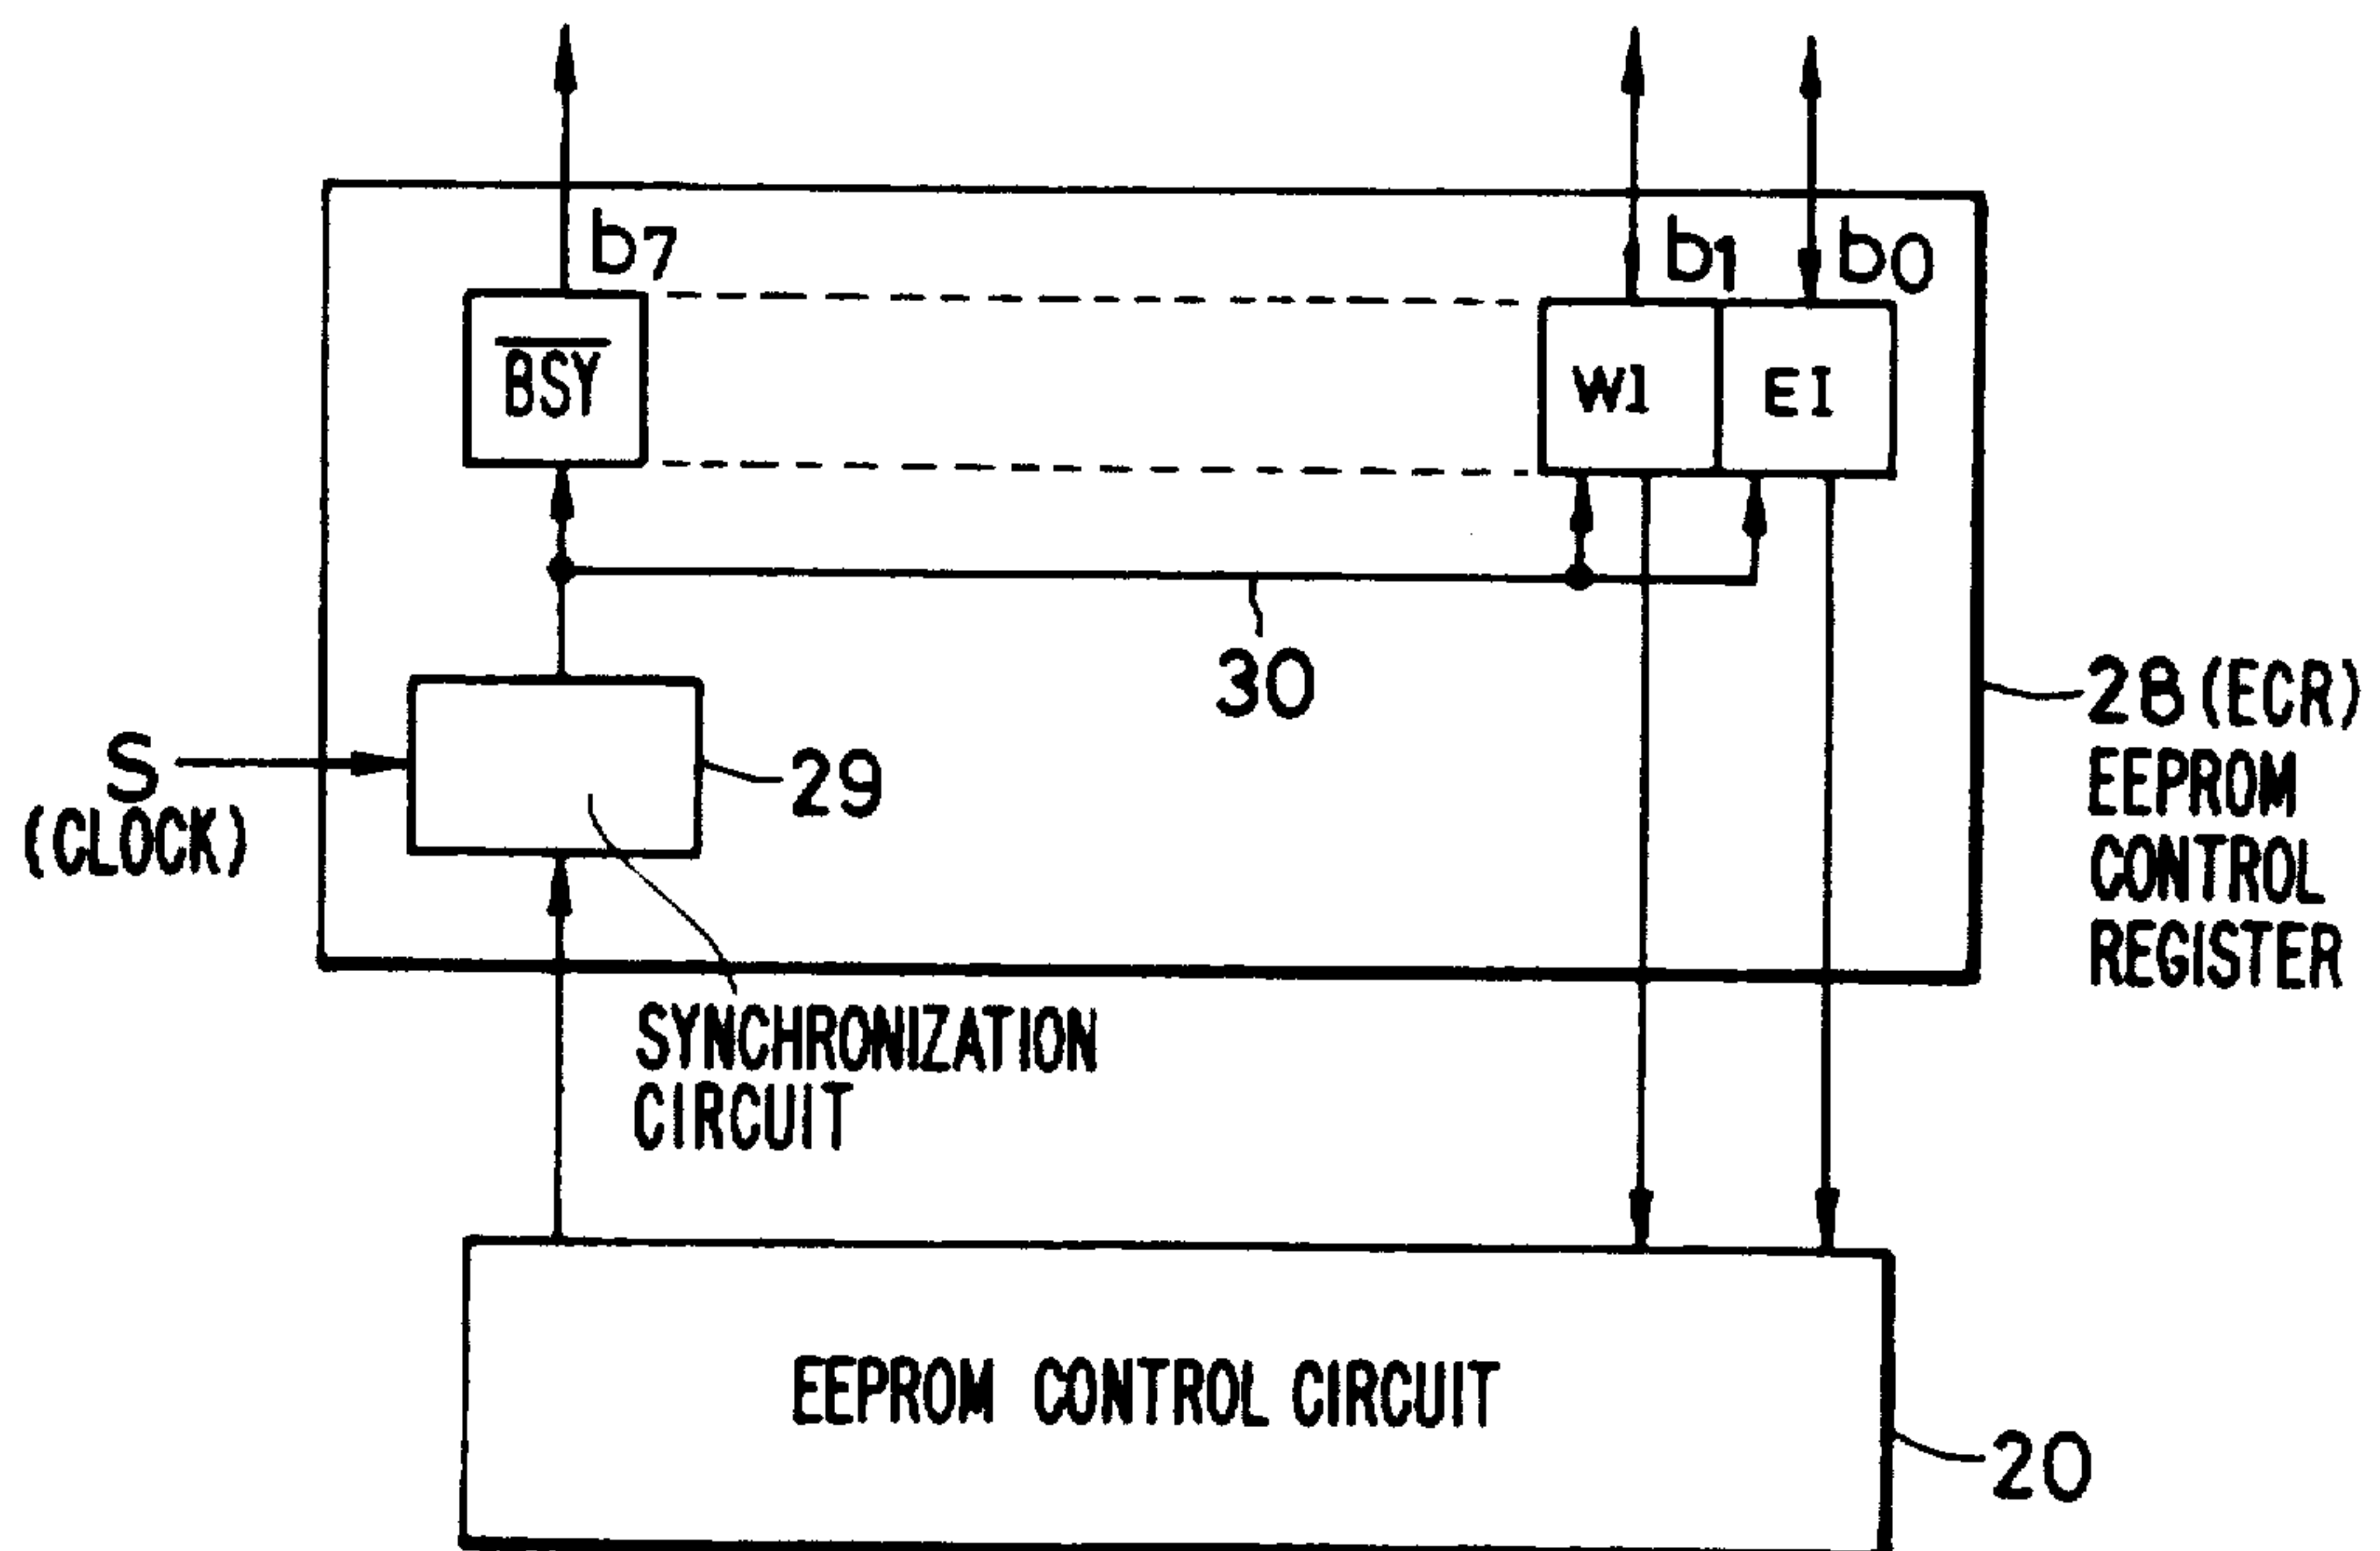 b7
b1
b0
B̅S̅Y̅
W1
EI
30
28 (ECR)
EEPROM
CONTROL
REGISTER
S
(CLOCK)
29
SYNCHRONIZATION
CIRCUIT
EEPROM CONTROL CIRCUIT
20